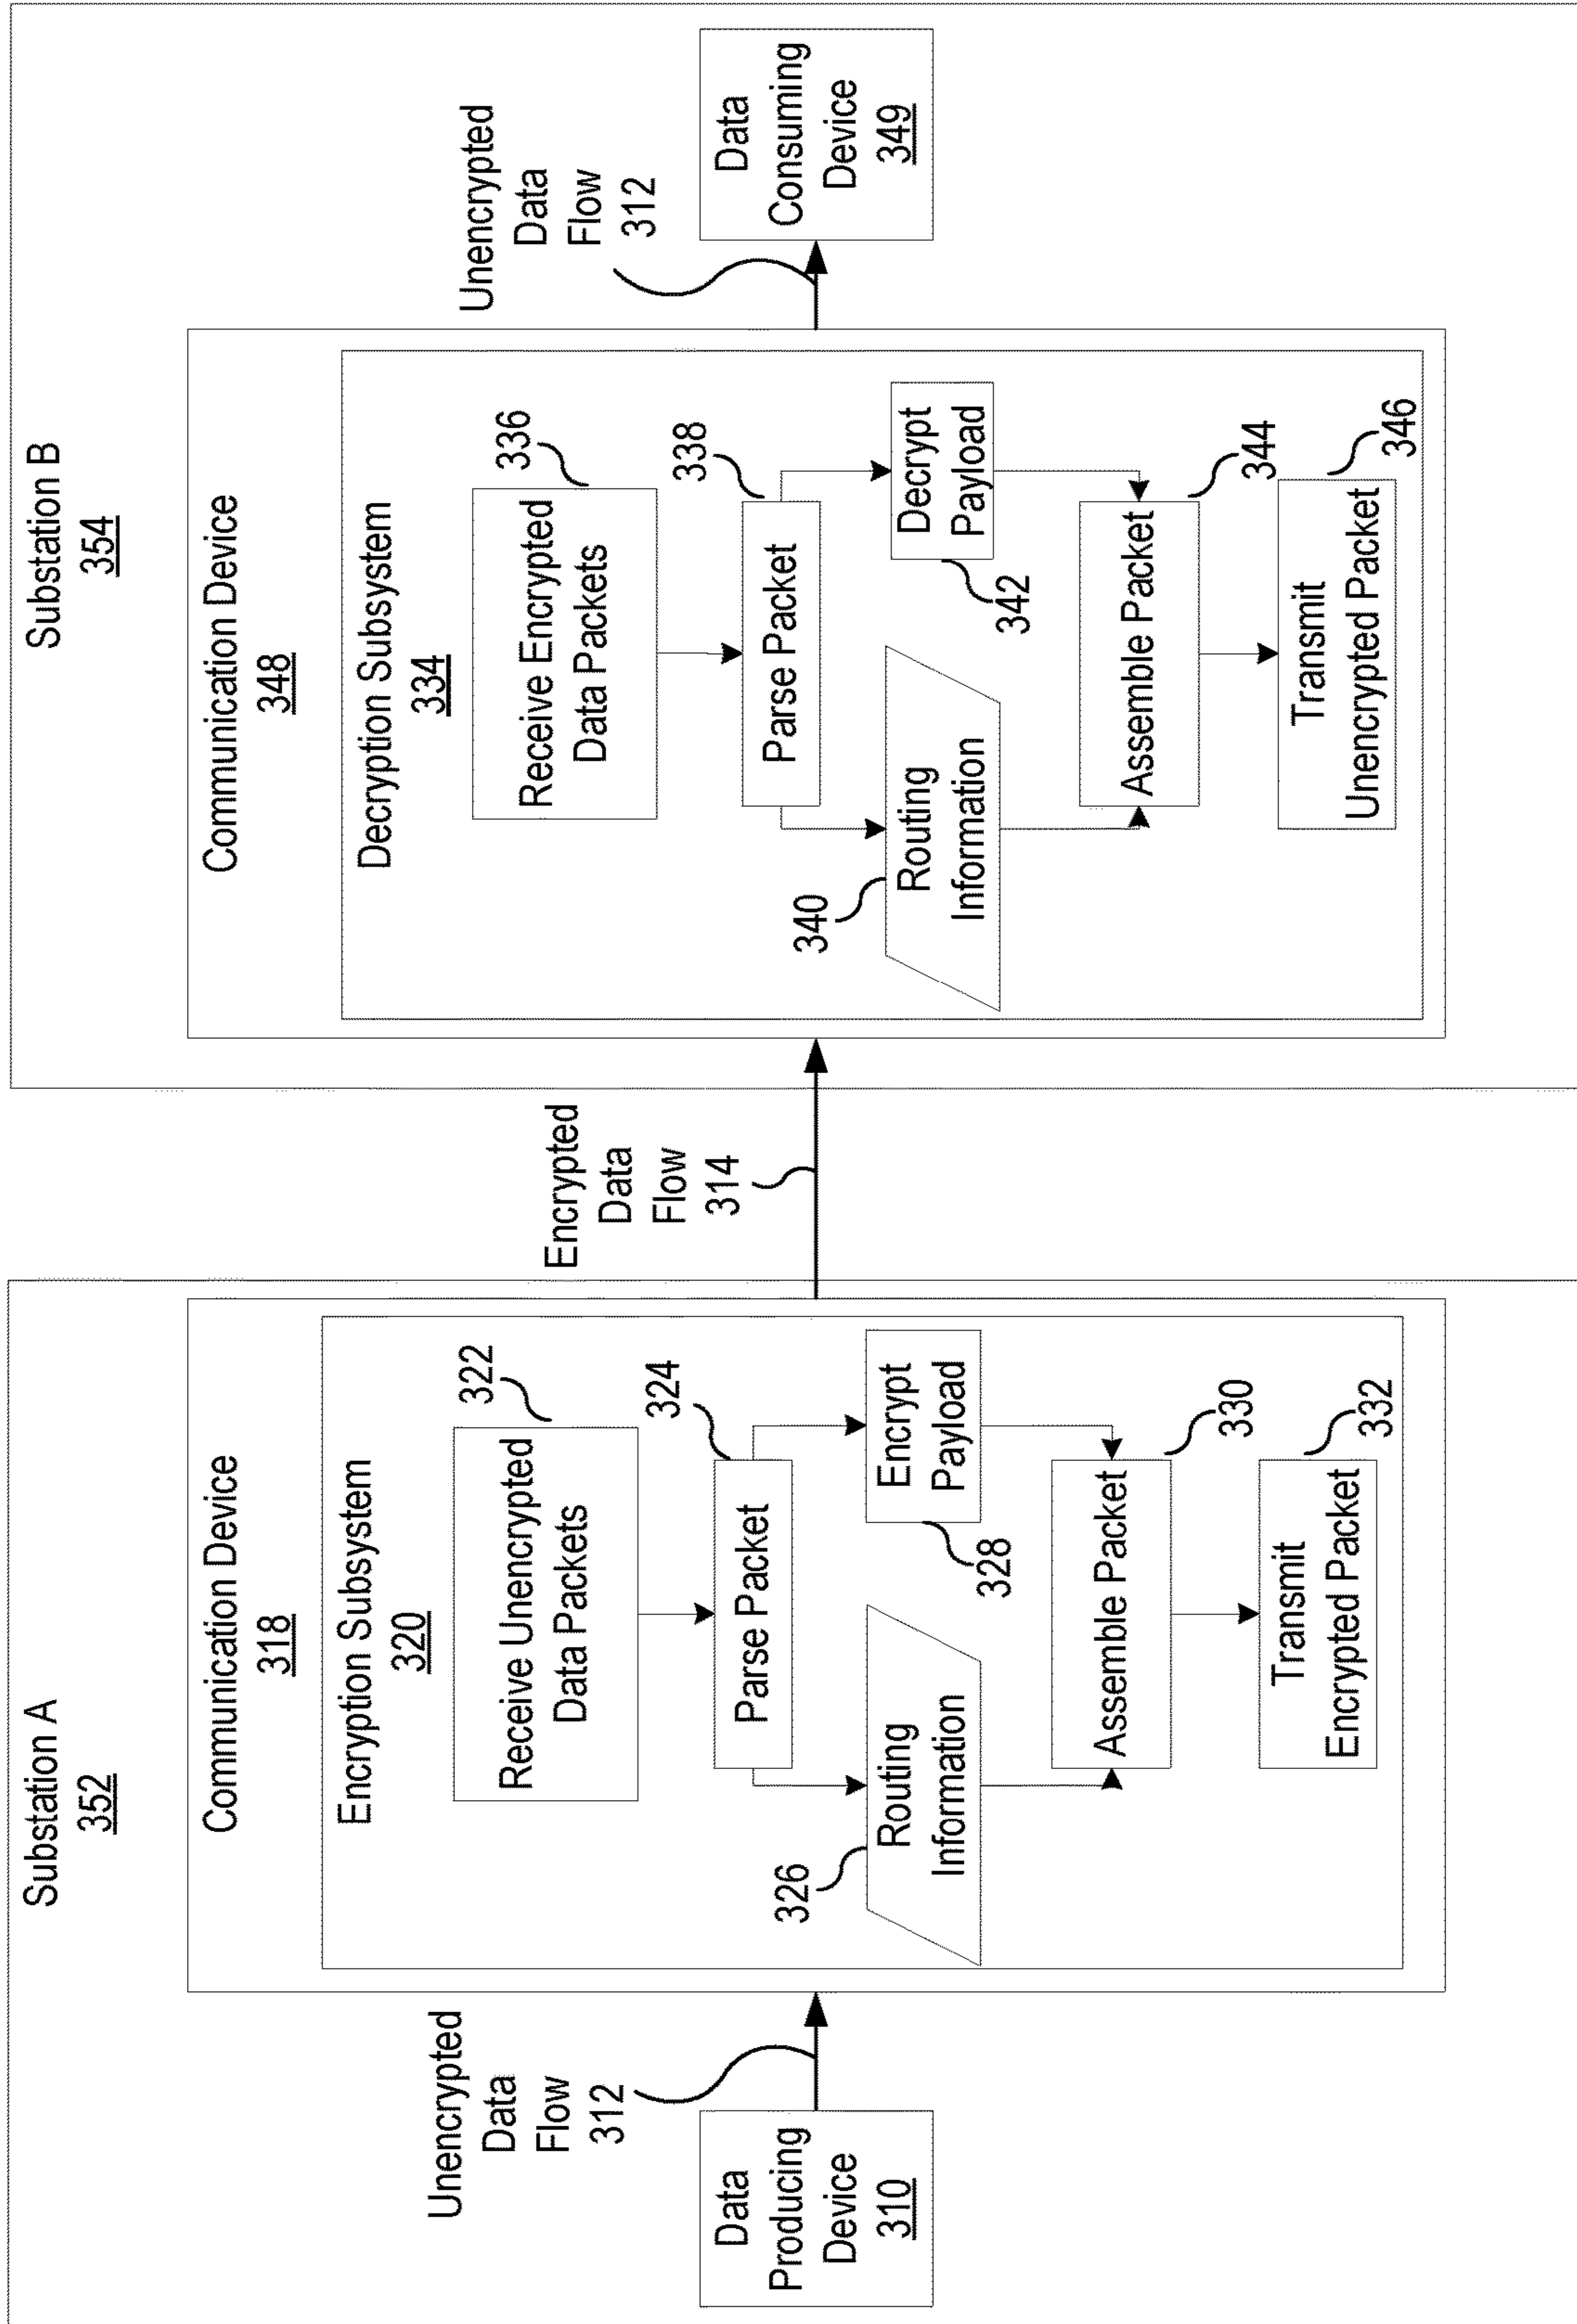 Substation A
352
Unencrypted
Data
Flow
312
Data
Producing
Device
310
Communication Device
318
Encryption Subsystem
320
Receive Unencrypted
Data Packets
322
Parse Packet
324
Routing
Information
326
Encrypt
Payload
328
Assemble Packet
330
Transmit
Encrypted Packet
332
Encrypted
Data
Flow
314
Substation B
354
Communication Device
348
Decryption Subsystem
334
Receive Encrypted
Data Packets
336
Parse Packet
338
Routing
Information
340
Decrypt
Payload
342
Assemble Packet
344
Transmit
Unencrypted Packet
346
Unencrypted
Data
Flow
312
Data
Consuming
Device
349